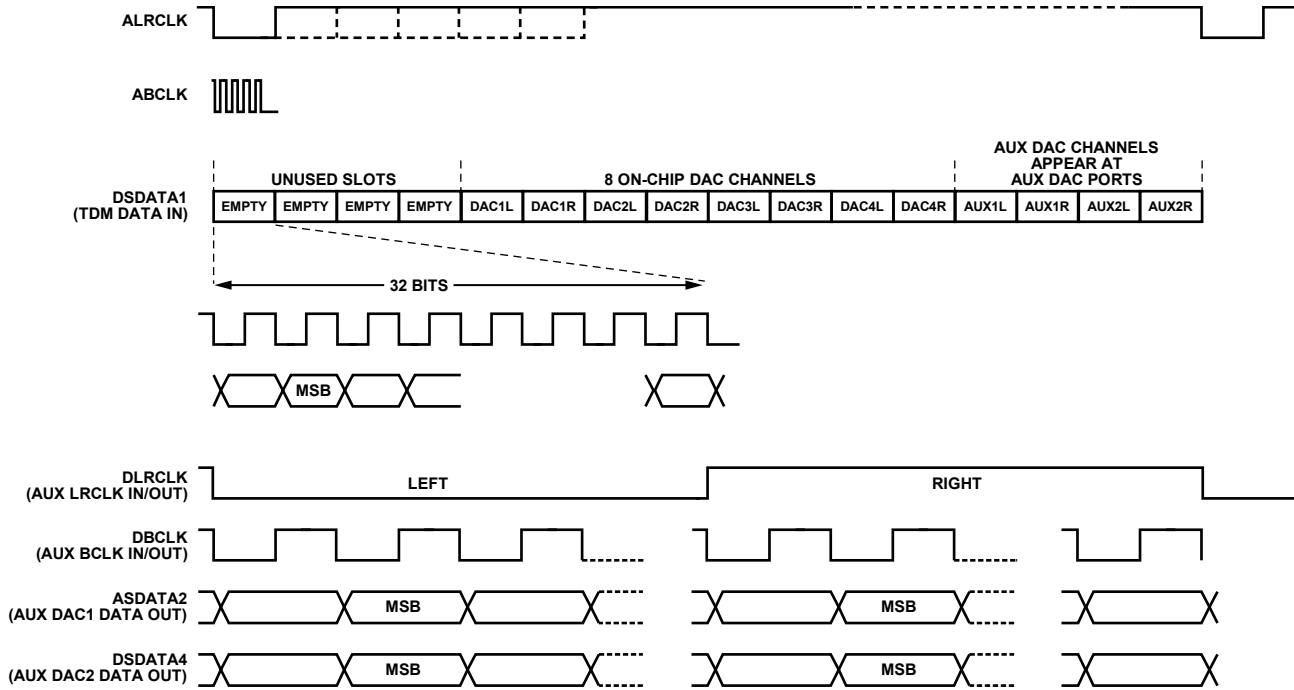 ALRCLK
ABCLK
AUX DAC CHANNELS
APPEAR AT
AUX DAC PORTS
UNUSED SLOTS
8 ON-CHIP DAC CHANNELS
DSDATA1
(TDM DATA IN)
EMPTY EMPTY EMPTY EMPTY DAC1L DAC1R DAC2L DAC2R DAC3L DAC3R DAC4L DAC4R AUX1L AUX1R AUX2L AUX2R
32 BITS
MSB
DLRCLK
(AUX LRCLK IN/OUT)
LEFT
RIGHT
DBCLK
(AUX BCLK IN/OUT)
ASDATA2
(AUX DAC1 DATA OUT)
MSB
MSB
DSDATA4
(AUX DAC2 DATA OUT)
MSB
MSB